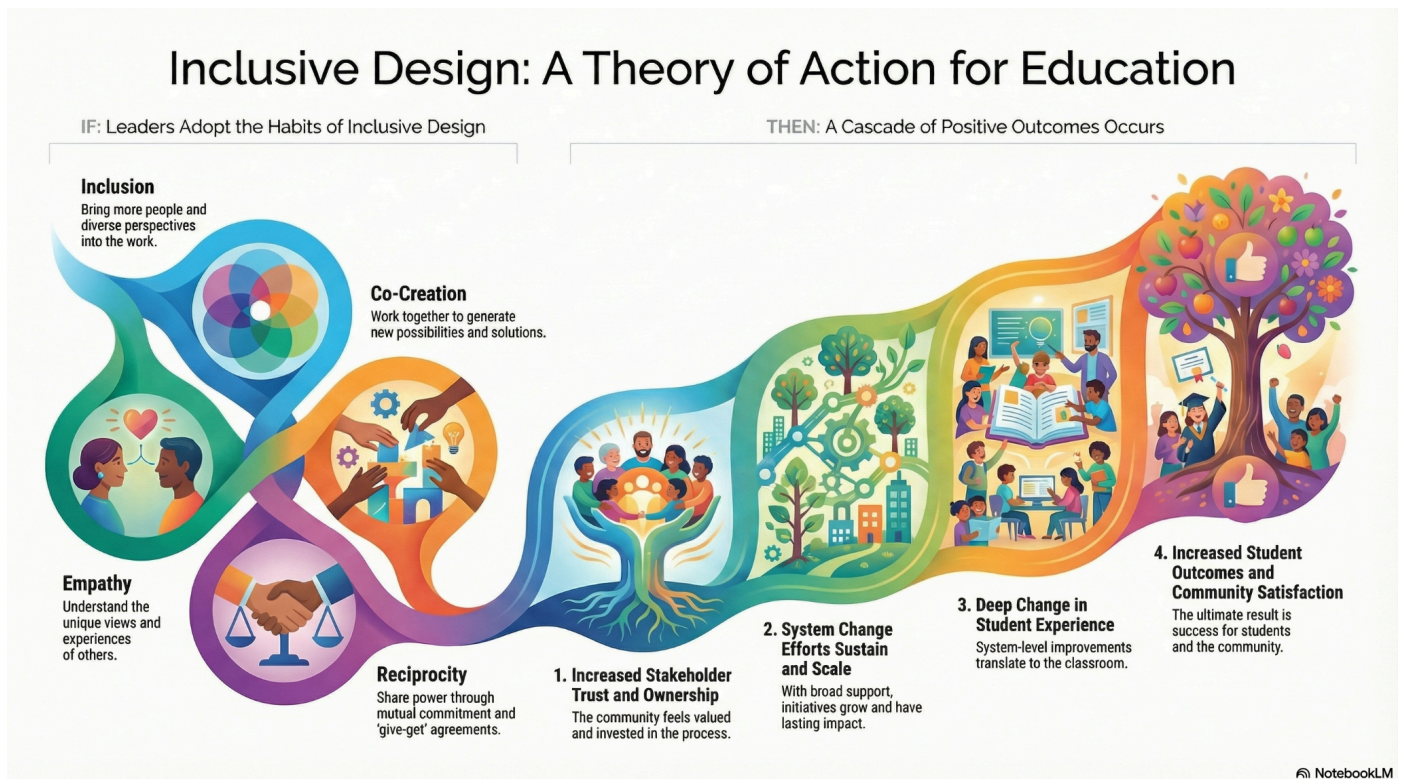 Inclusive Design: A Theory of Action for Education
IF: Leaders Adopt the Habits of Inclusive Design
THEN: A Cascade of Positive Outcomes Occurs
Inclusion
Bring more people and
diverse perspectives
into the work.
Co-Creation
Work together to generate
new possibilities and solutions.
Empathy
Understand the
unique views and
experiences
of others.
Reciprocity
Share power through
mutual commitment and
‘give-get’ agreements.
1. Increased Stakeholder
Trust and Ownership
The community feels valued
and invested in the process.
2. System Change
Efforts Sustain
and Scale
With broad support,
initiatives grow and have
lasting impact.
3. Deep Change in
Student Experience
System-level improvements
translate to the classroom.
4. Increased Student
Outcomes and
Community Satisfaction
The ultimate result is
success for students
and the community.
NotebookLM